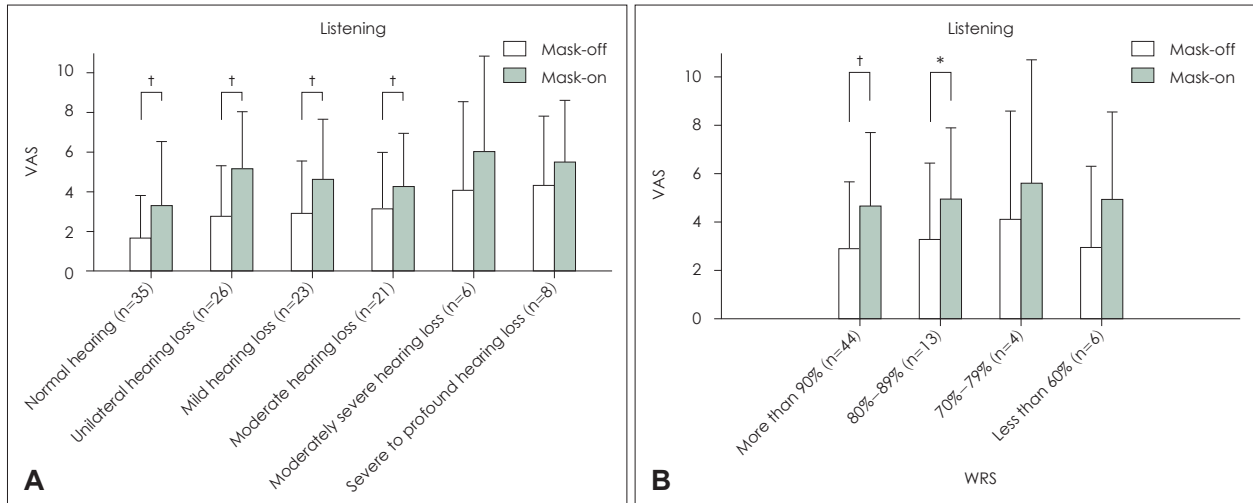 Listening
Mask-off
Mask-on
10
8
6
4
2
0
VAS
†
†
†
†
Normal hearing (n=35)
Unilateral hearing loss (n=26)
Mild hearing loss (n=23)
Moderate hearing loss (n=21)
Moderately severe hearing loss (n=6)
Severe to profound hearing loss (n=8)
A
Listening
Mask-off
Mask-on
10
8
6
4
2
0
VAS
†
*
More than 90% (n=44)
80%–89% (n=13)
70%–79% (n=4)
Less than 60% (n=6)
WRS
B